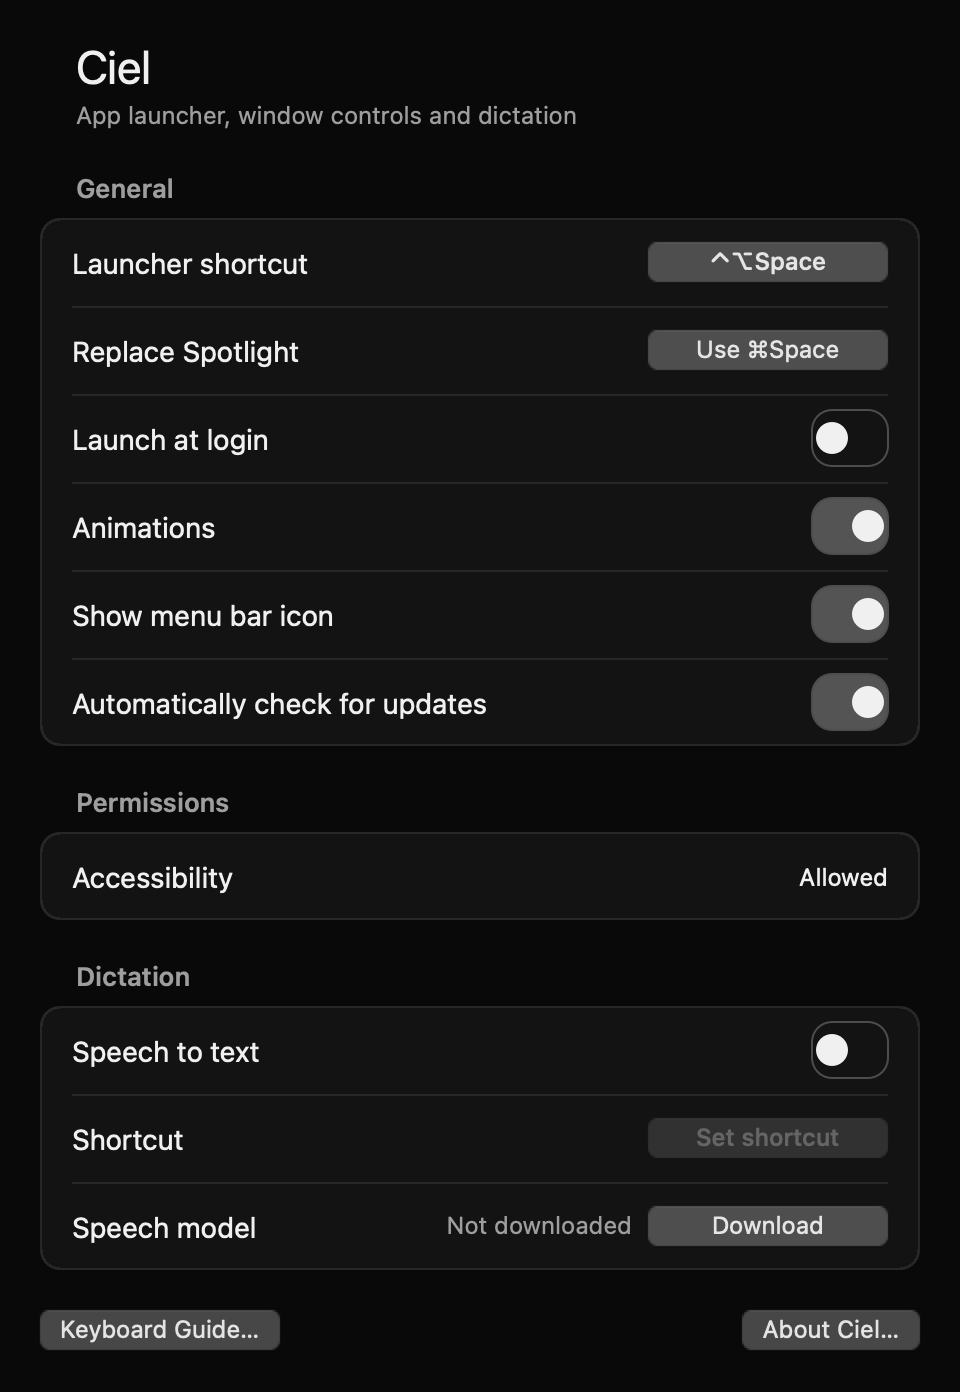 Ciel
App launcher, window controls and dictation
General
Launcher shortcut ⌃⌥Space
Replace Spotlight Use ⌘Space
Launch at login
Animations
Show menu bar icon
Automatically check for updates
Permissions
Accessibility Allowed
Dictation
Speech to text
Shortcut Set shortcut
Speech model Not downloaded Download
Keyboard Guide... About Ciel...